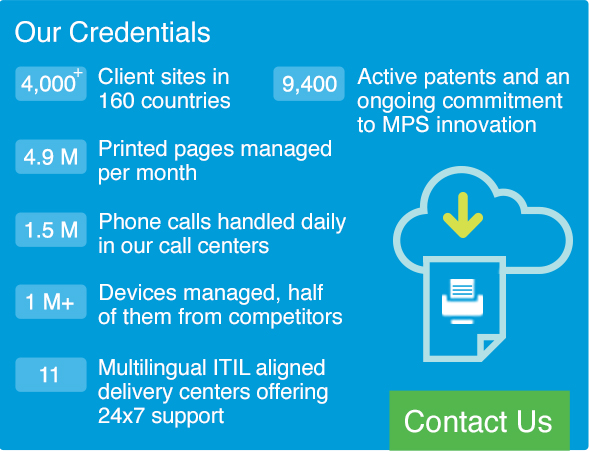 Our Credentials
4,000+
Client sites in
160 countries
9,400
Active patents and an
ongoing commitment
to MPS innovation
4.9 M
Printed pages managed
per month
1.5 M
Phone calls handled daily
in our call centers
1 M+
Devices managed, half
of them from competitors
11
Multilingual ITIL aligned
delivery centers offering
24x7 support
Contact Us